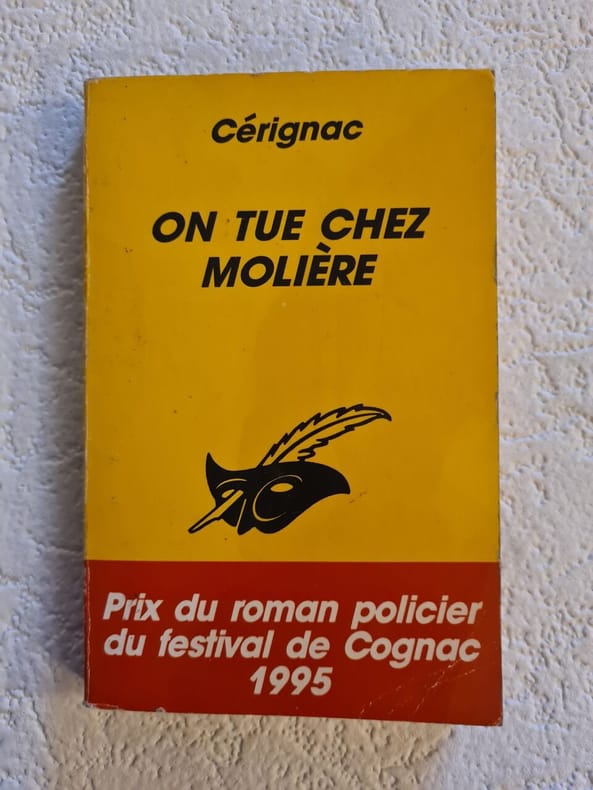 Cérignac
ON TUE CHEZ
MOLIÈRE
Prix du roman policier
du festival de Cognac
1995